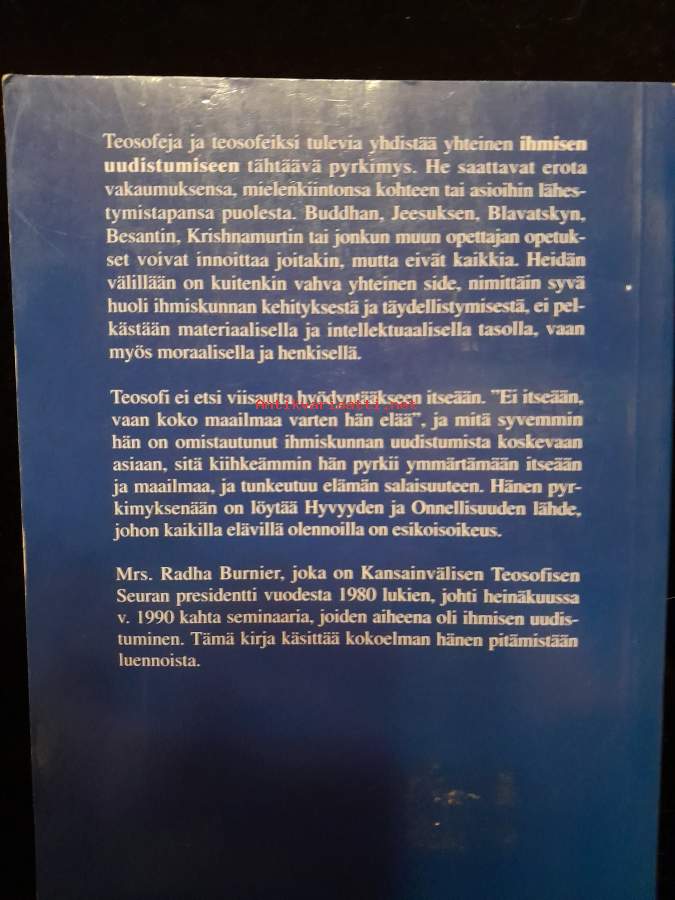 Teosofeja ja teosofeiksi tulevia yhdistää yhteinen ihmisen
uudistumiseen tähtäävä pyrkimys. He saattavat erota
vakaumuksensa, mielenkiintonsa kohteen tai asioihin lähes-
tymistapansa puolesta. Buddhan, Jeesuksen, Blavatskyn,
Besantin, Krishnamurtin tai jonkun muun opettajan opetuk-
set voivat innoittaa joitakin, mutta eivät kaikkia. Heidän
välillään on kuitenkin vahva yhteinen side, nimittäin syvä
huoli ihmiskunnan kehityksestä ja täydellistymisestä, ei pel-
kästään materiaalisella ja intellektuaalisella tasolla, vaan
myös moraalisella ja henkisellä.
Teosofi ei etsi viisautta hyödyntääkseen itseään. "Ei itseään,
Antikvariaatti.net
vaan koko maailmaa varten hän elää", ja mitä syvemmin
hän on omistautunut ihmiskunnan uudistumista koskevaan
asiaan, sitä kiihkeämmin hän pyrkii ymmärtämään itseään
ja maailmaa, ja tunkeutuu elämän salaisuuteen. Hänen pyr-
kimyksenään on löytää Hyvyyden ja Onnellisuuden lähde,
johon kaikilla elävillä olennoilla on esikoisoikeus.
Mrs. Radha Burnier, joka on Kansainvälisen Teosofisen
Seuran presidentti vuodesta 1980 lukien, johti heinäkuussa
v. 1990 kahta seminaaria, joiden aiheena oli ihmisen uudis-
tuminen. Tämä kirja käsittää kokoelman hänen pitämistään
luennoista.